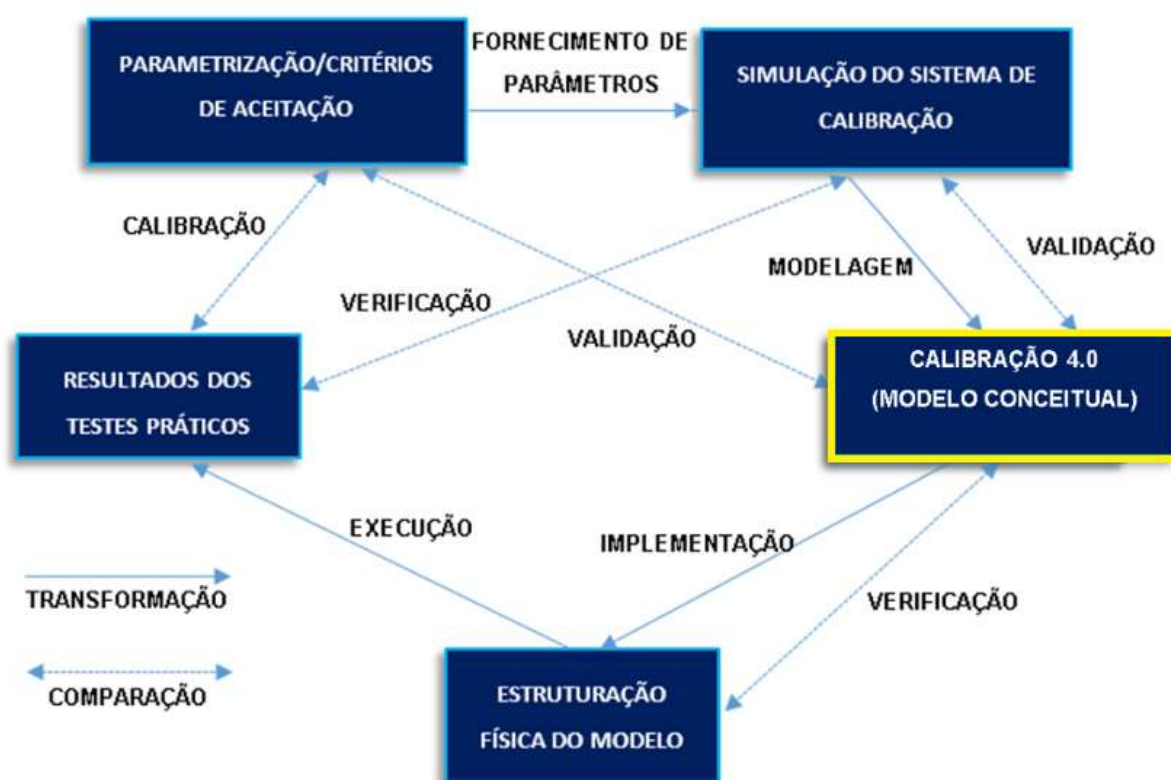 PARAMETRIZAÇÃO/CRITÉRIOS
DE ACEITAÇÃO
FORNECIMENTO DE
PARÂMETROS
SIMULAÇÃO DO SISTEMA DE
CALIBRAÇÃO
CALIBRAÇÃO
VERIFICAÇÃO
VALIDAÇÃO
MODELAGEM
VALIDAÇÃO
RESULTADOS DOS
TESTES PRÁTICOS
CALIBRAÇÃO 4.0
(MODELO CONCEITUAL)
EXECUÇÃO
IMPLEMENTAÇÃO
VERIFICAÇÃO
TRANSFORMAÇÃO
COMPARAÇÃO
ESTRUTURAÇÃO
FÍSICA DO MODELO